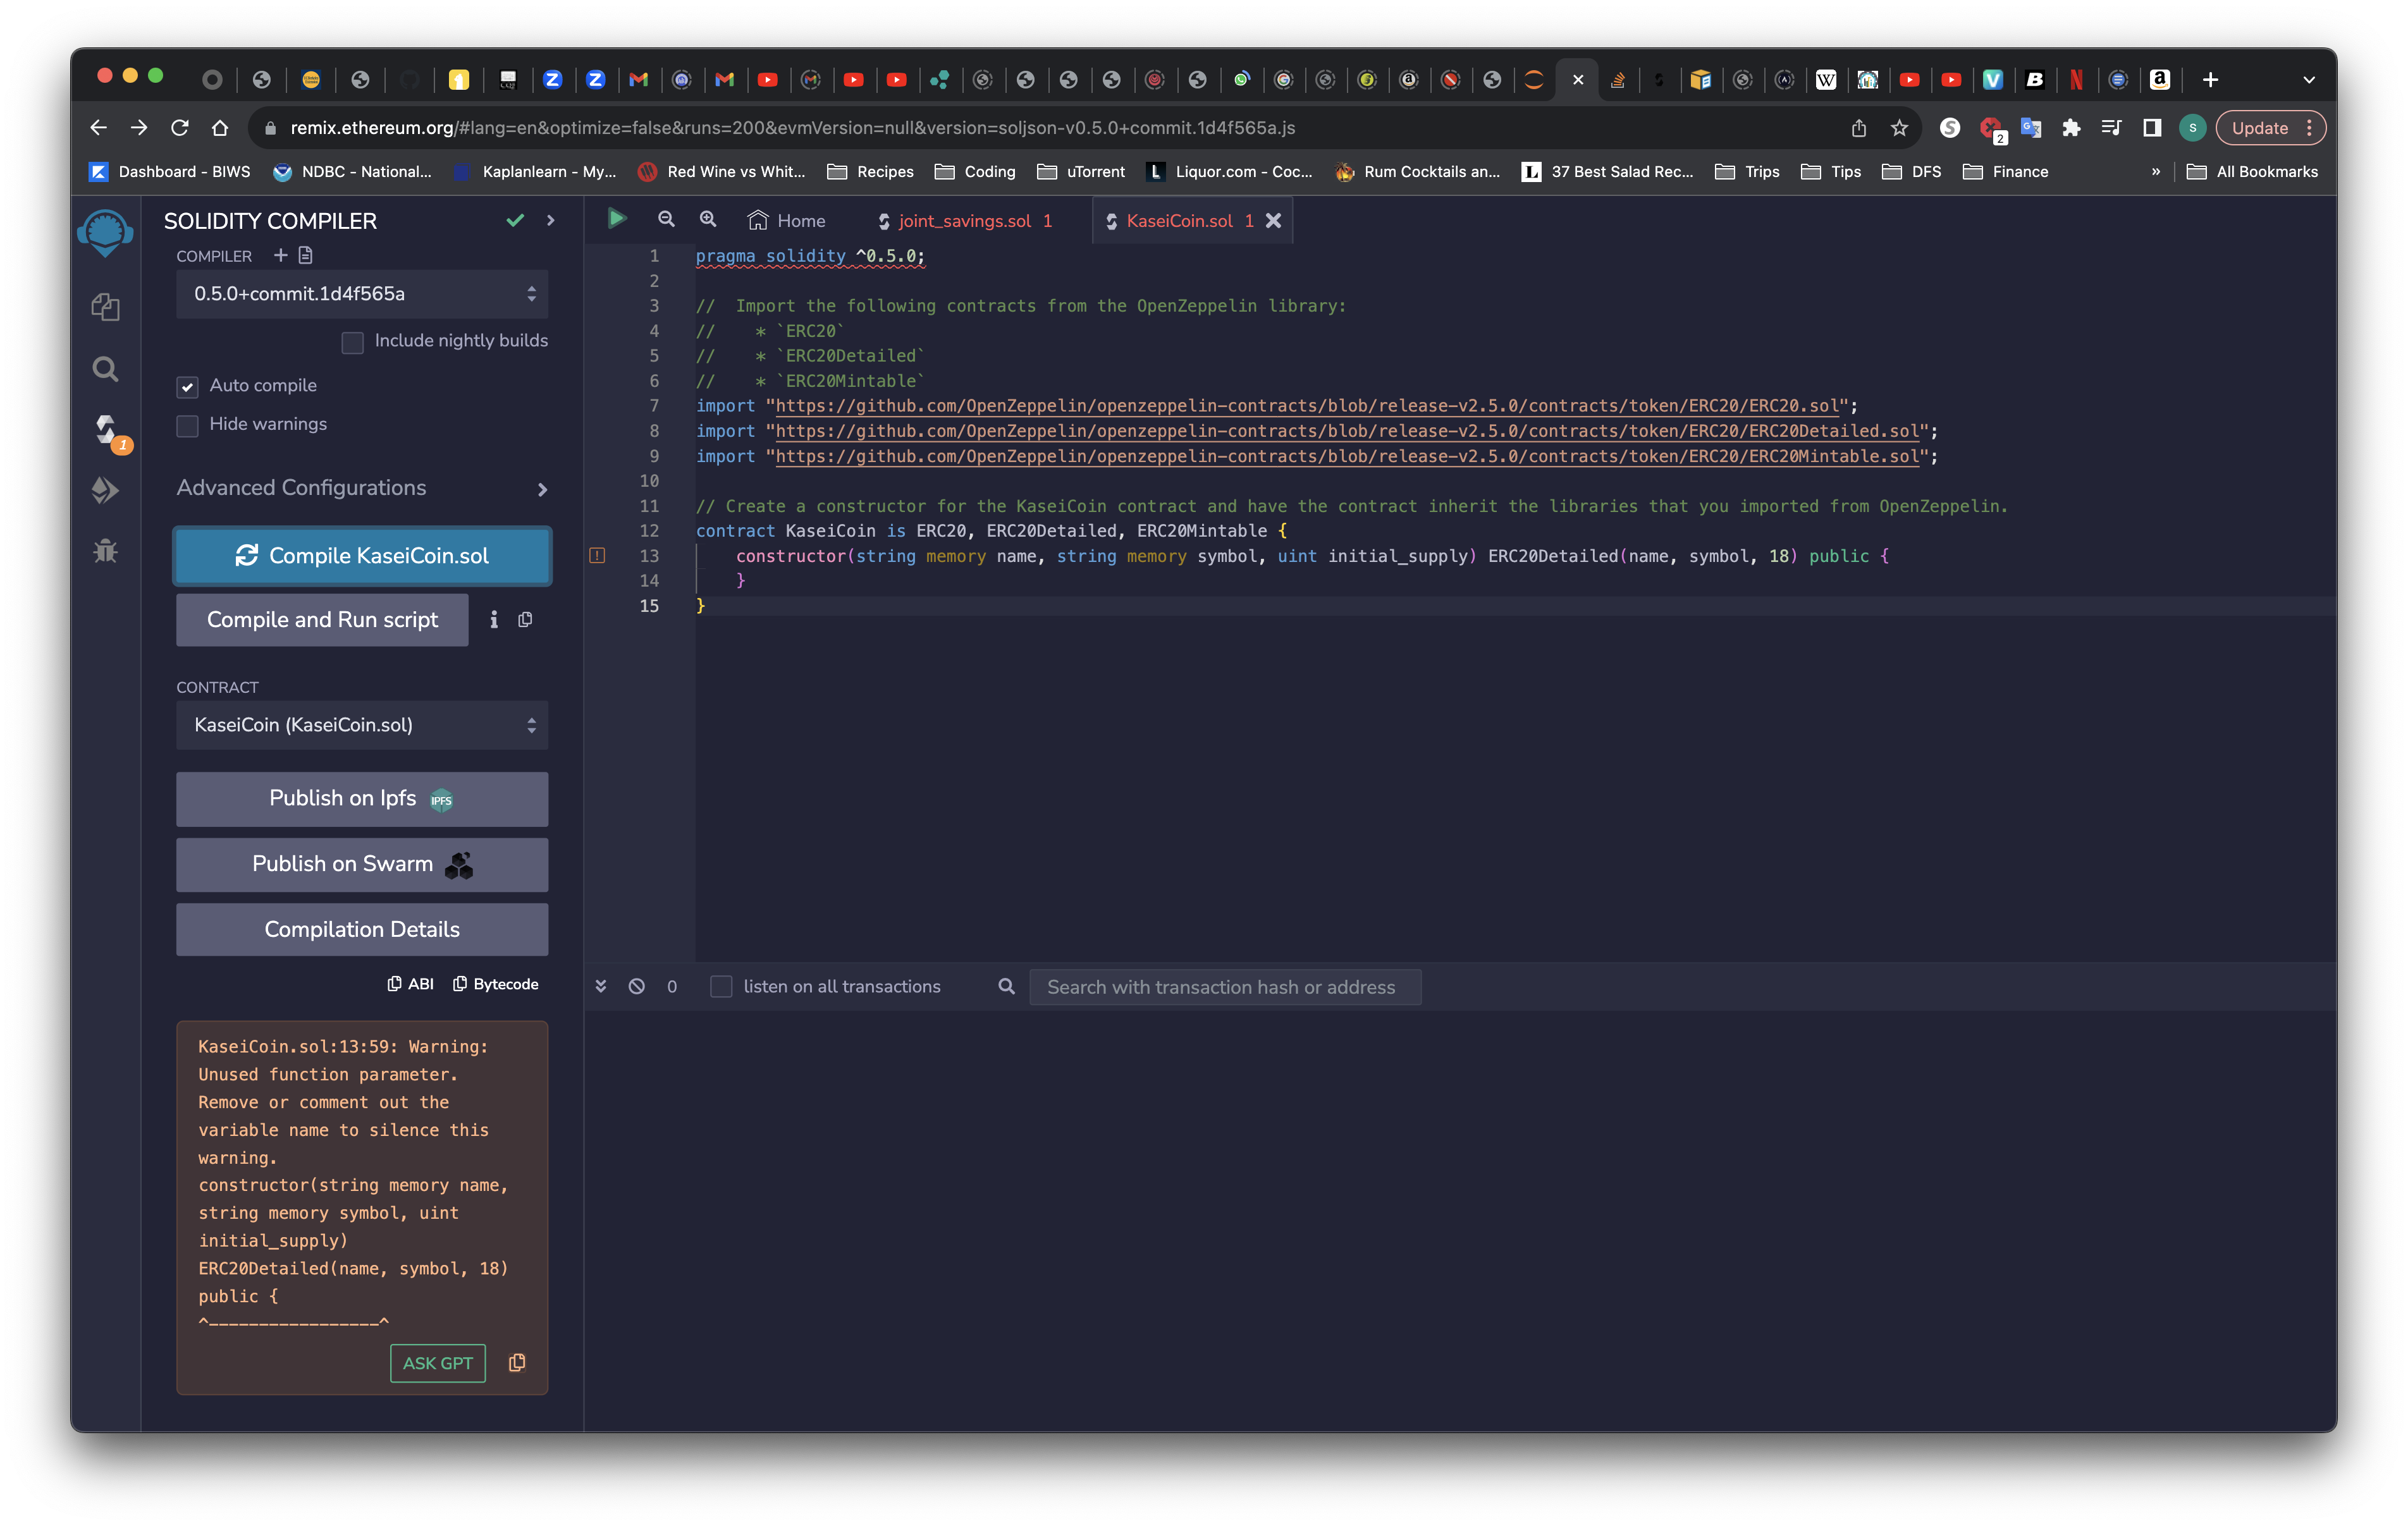 remix.ethereum.org/#lang=en&optimize=false&runs=200&evmVersion=null&version=soljson-v0.5.0+commit.1d4f565a.js
2
S
Update
Dashboard - BIWS
NDBC - National...
Kaplanlearn - My...
Red Wine vs Whit...
Recipes
Coding
uTorrent
Liquor.com - Coc...
Rum Cocktails an...
37 Best Salad Rec...
Trips
Tips
DFS
Finance
»
All Bookmarks
SOLIDITY COMPILER
COMPILER
0.5.0+commit.1d4f565a
Include nightly builds
Auto compile
Hide warnings
1
Advanced Configurations
Compile KaseiCoin.sol
Compile and Run script
CONTRACT
KaseiCoin (KaseiCoin.sol)
Publish on Ipfs IPFS
Publish on Swarm
Compilation Details
ABI
Bytecode
KaseiCoin.sol:13:59: Warning:
Unused function parameter.
Remove or comment out the
variable name to silence this
warning.
constructor(string memory name,
string memory symbol, uint
initial_supply)
ERC20Detailed(name, symbol, 18)
public {
^-----------------^
ASK GPT
Home
joint_savings.sol 1
KaseiCoin.sol 1
1 pragma solidity ^0.5.0;
2
3 //  Import the following contracts from the OpenZeppelin library:
4 //    * `ERC20`
5 //    * `ERC20Detailed`
6 //    * `ERC20Mintable`
7 import "https://github.com/OpenZeppelin/openzeppelin-contracts/blob/release-v2.5.0/contracts/token/ERC20/ERC20.sol";
8 import "https://github.com/OpenZeppelin/openzeppelin-contracts/blob/release-v2.5.0/contracts/token/ERC20/ERC20Detailed.sol";
9 import "https://github.com/OpenZeppelin/openzeppelin-contracts/blob/release-v2.5.0/contracts/token/ERC20/ERC20Mintable.sol";
10
11 // Create a constructor for the KaseiCoin contract and have the contract inherit the libraries that you imported from OpenZeppelin.
12 contract KaseiCoin is ERC20, ERC20Detailed, ERC20Mintable {
13     constructor(string memory name, string memory symbol, uint initial_supply) ERC20Detailed(name, symbol, 18) public {
14     }
15 }
0
listen on all transactions
Search with transaction hash or address